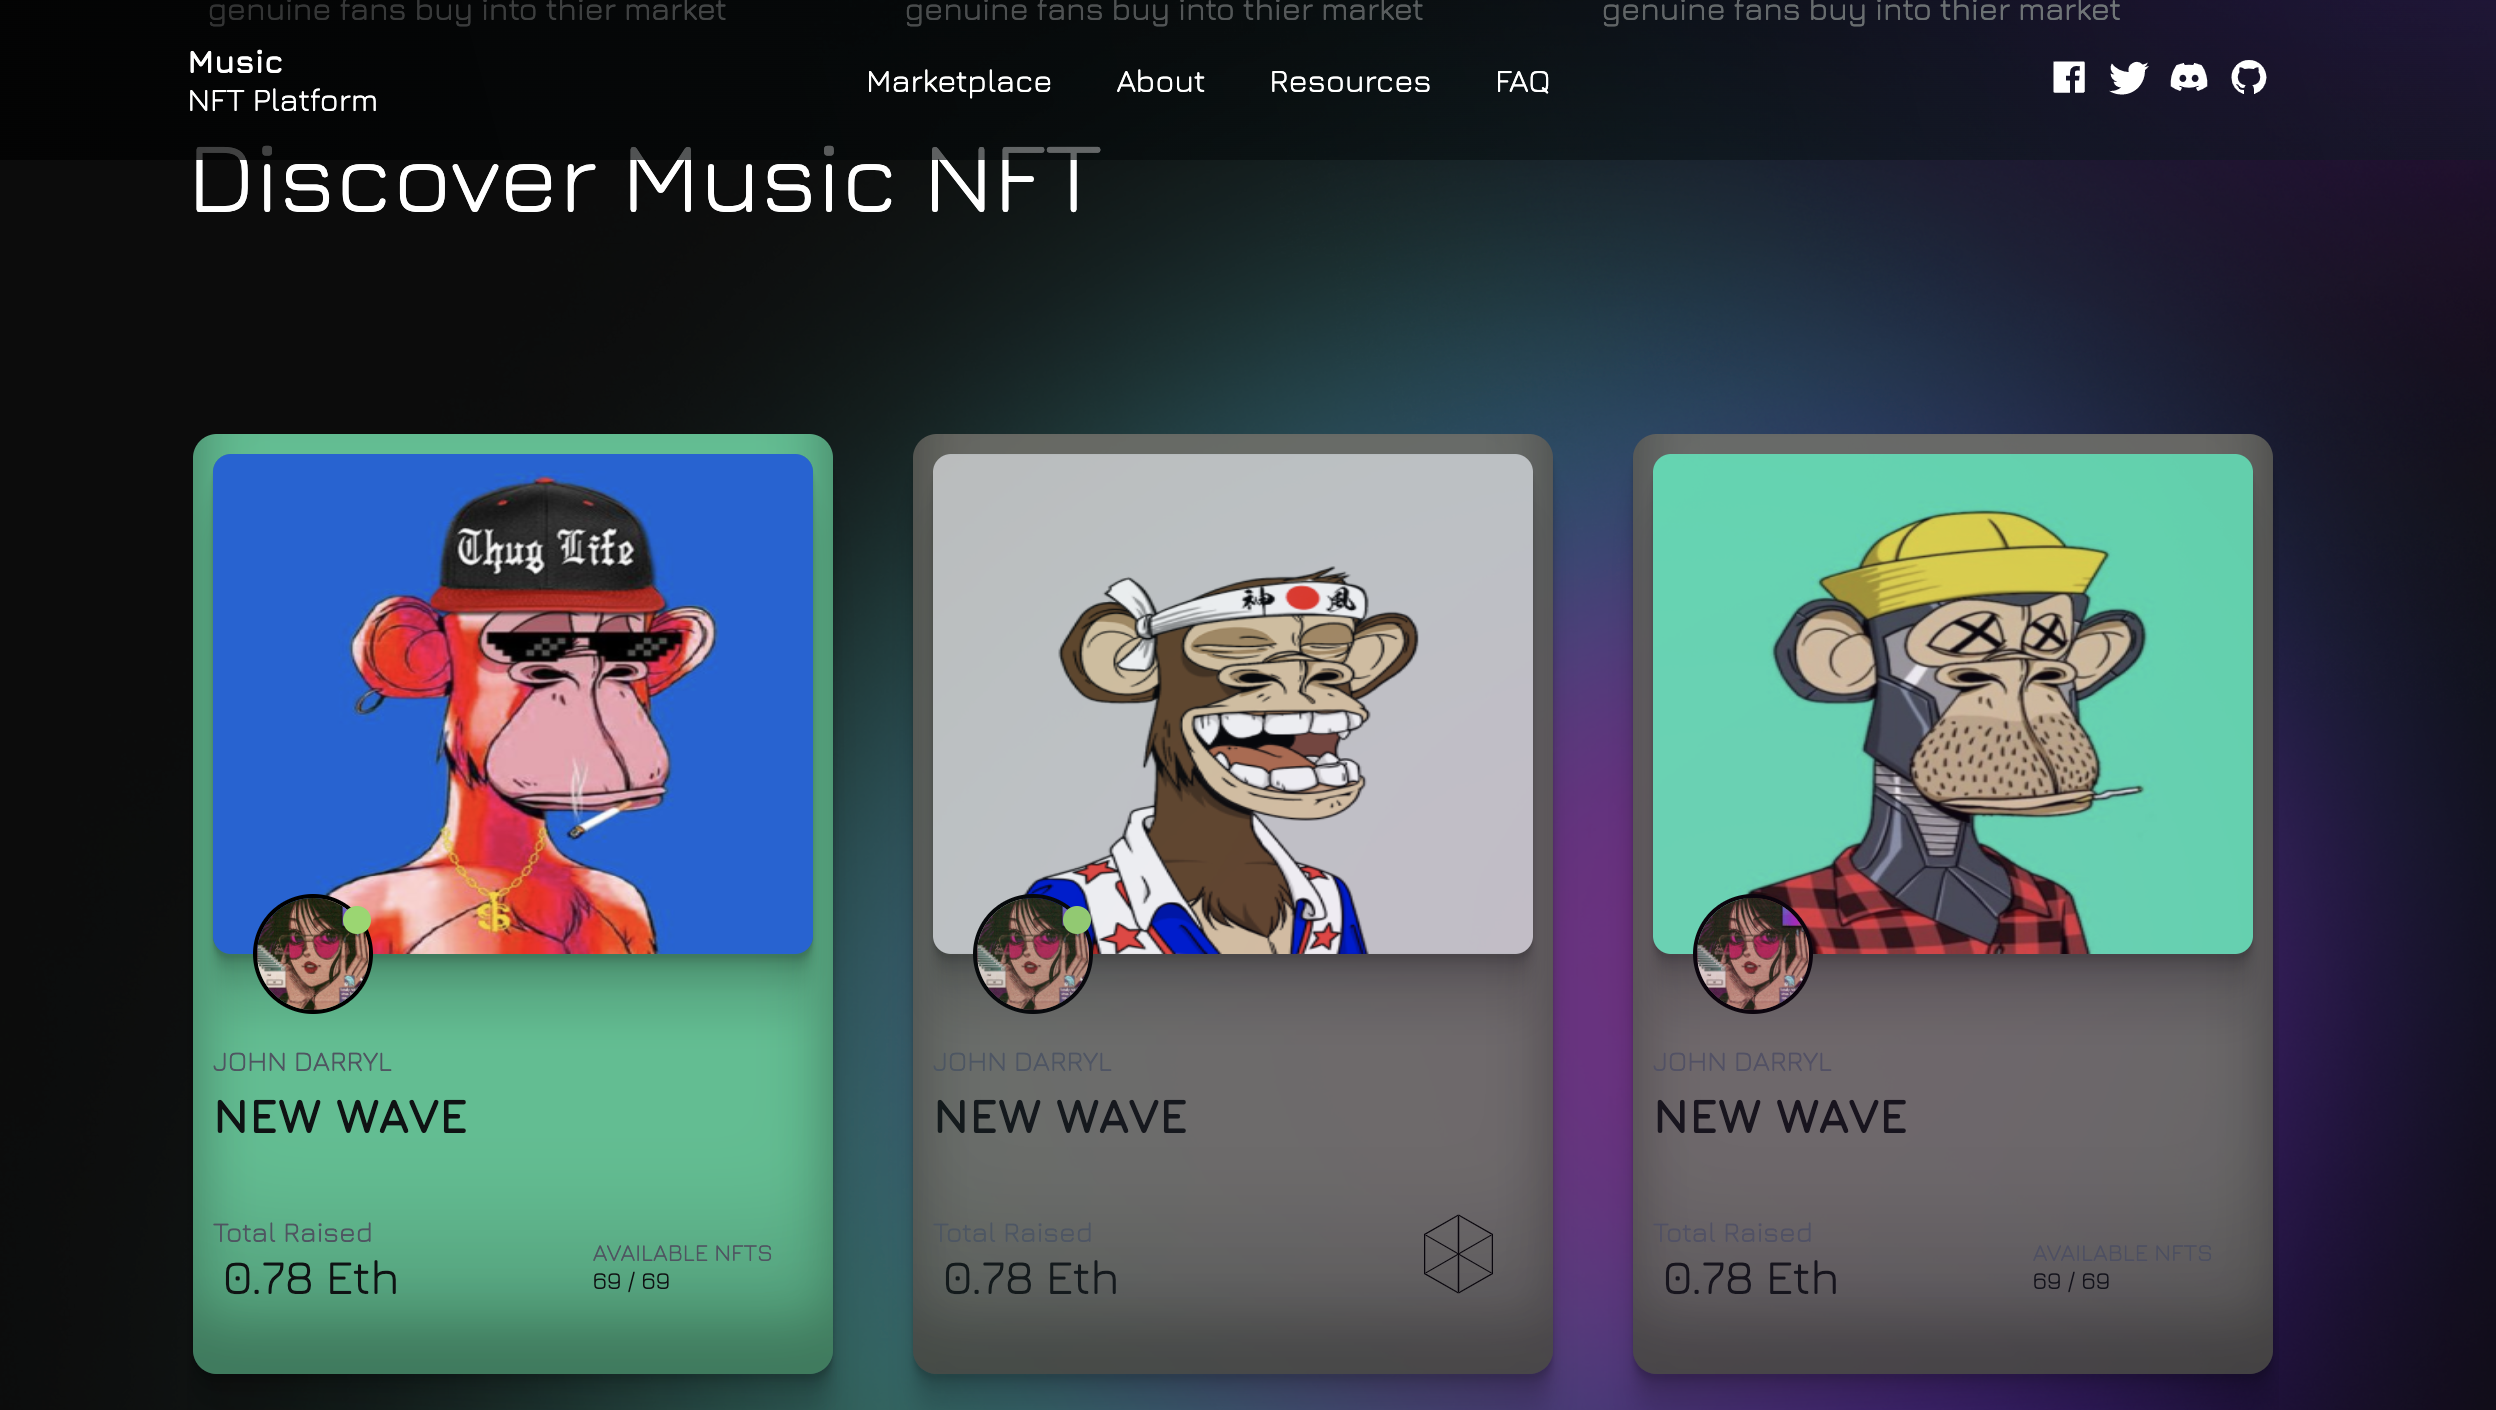 genuine fans buy into thier market
genuine fans buy into thier market
genuine fans buy into thier market
Music
NFT Platform
Marketplace
About
Resources
FAQ
Discover Music NFT
Thug Life
神 風
JOHN DARRYL
NEW WAVE
Total Raised
0.78 Eth
AVAILABLE NFTS
69 / 69
JOHN DARRYL
NEW WAVE
Total Raised
0.78 Eth
JOHN DARRYL
NEW WAVE
Total Raised
0.78 Eth
AVAILABLE NFTS
69 / 69